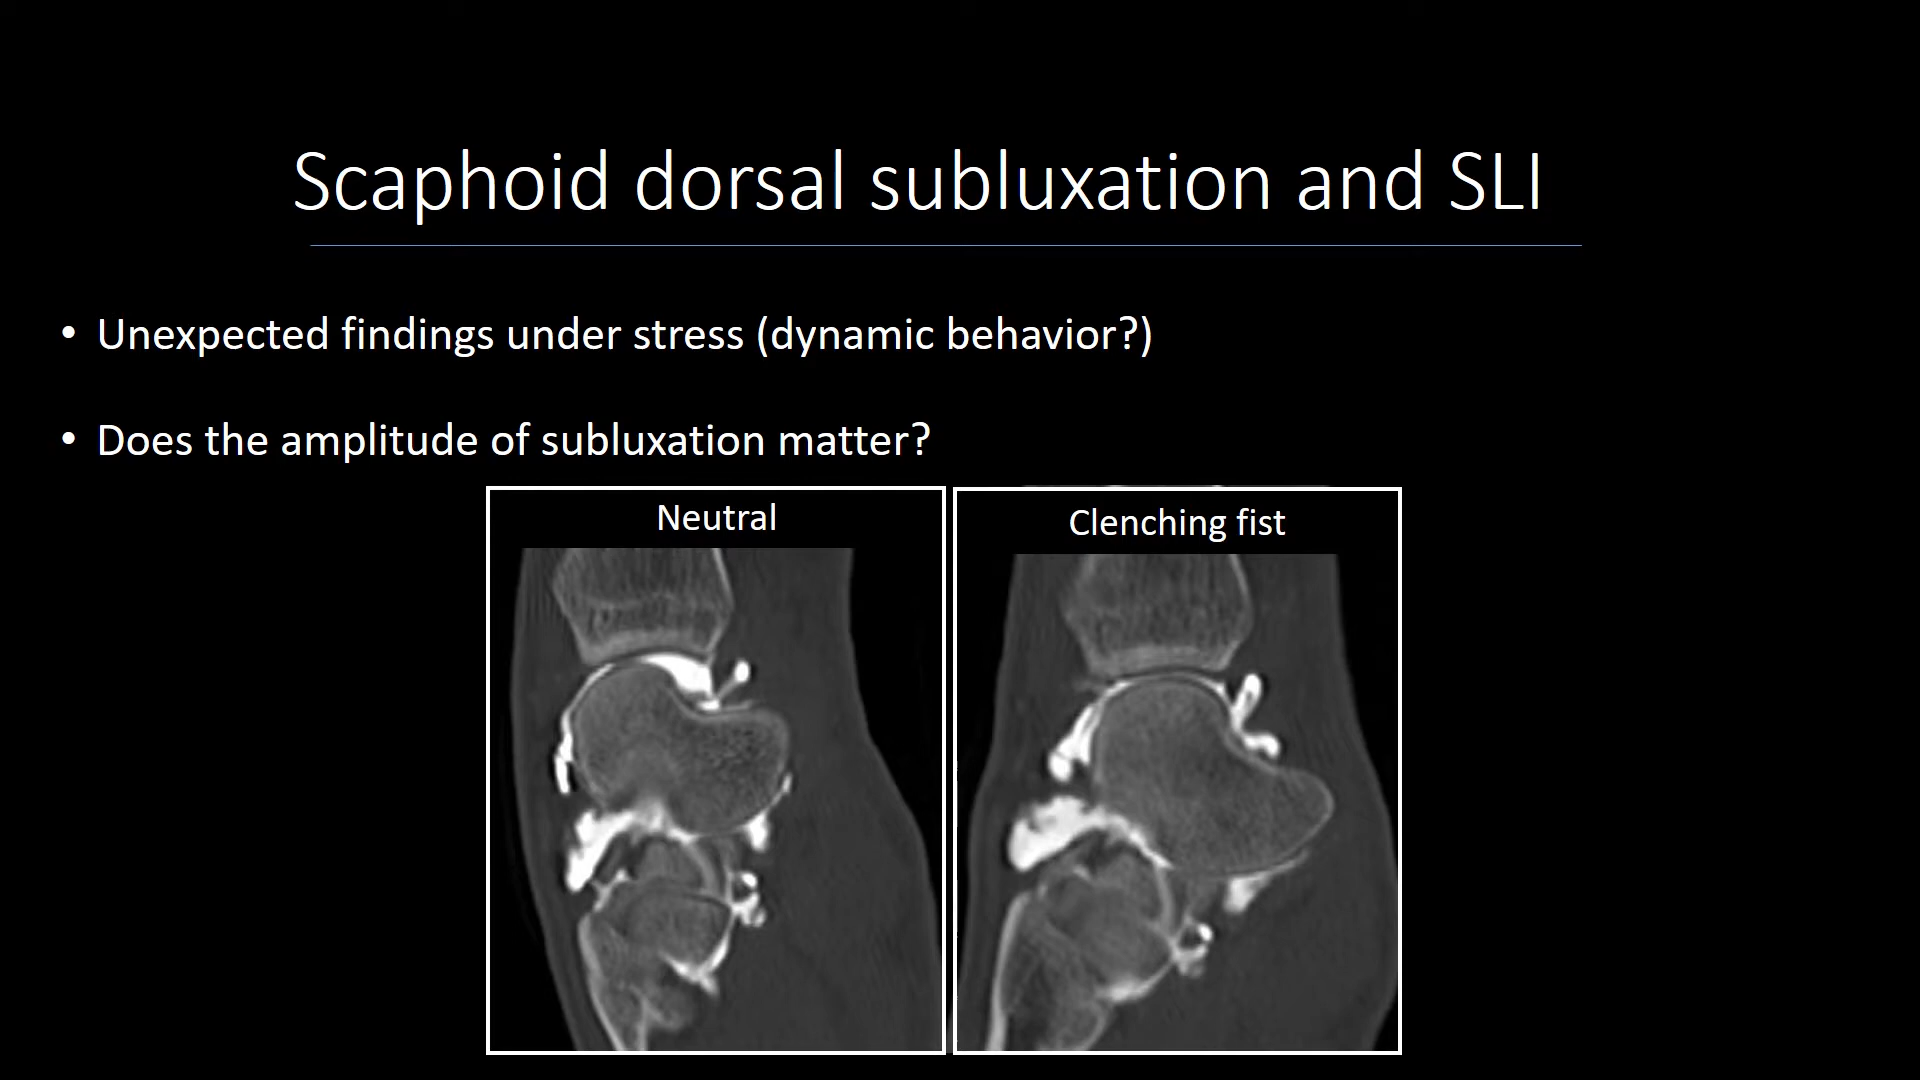 Scaphoid dorsal subluxation and SLI
• Unexpected findings under stress (dynamic behavior?)
• Does the amplitude of subluxation matter?
Neutral
Clenching fist